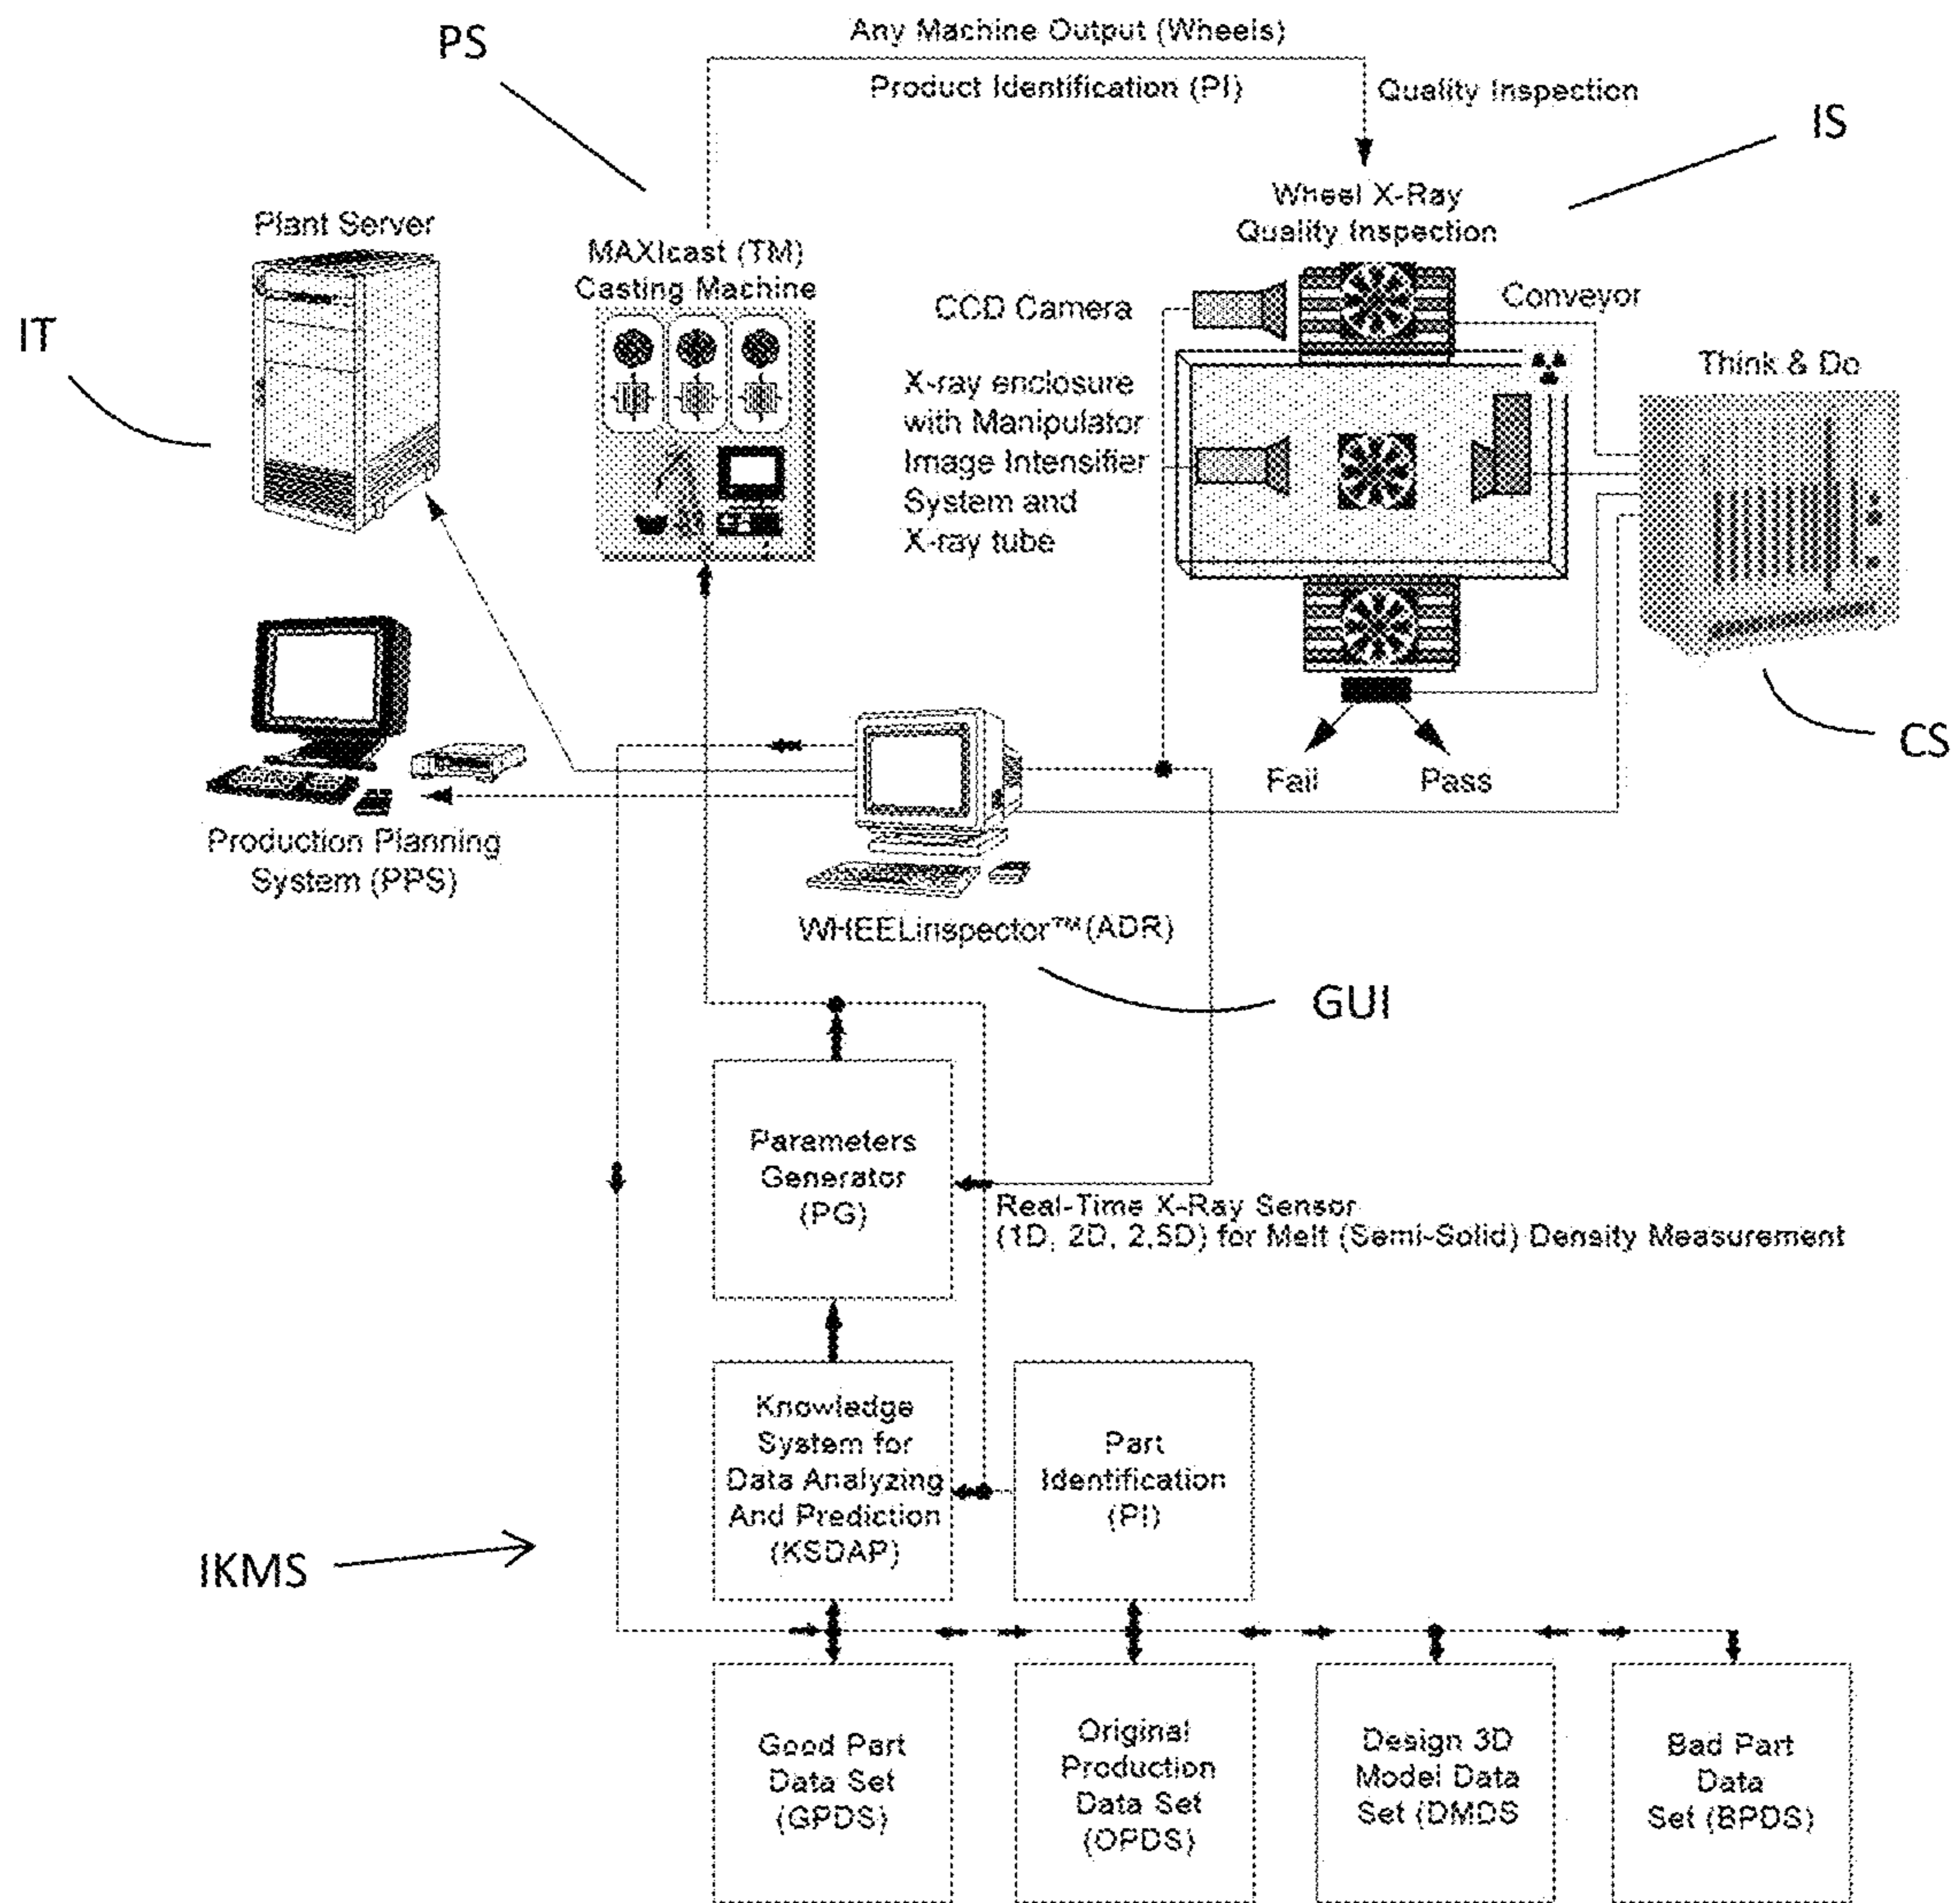 PS
Any Machine Output (Wheels)
Product Identification (PI)
Quality Inspection
IS
Wheel X-Ray
Quality Inspection
Plant Server
MAXIcast (TM)
Casting Machine
CCD Camera
Conveyor
IT
Think & Do
X-ray enclosure
with Manipulator
Image Intensifier
System and
X-ray tube
CS
Fail
Pass
Production Planning
System (PPS)
WHEELinspector™(ADR)
GUI
Parameters
Generator
(PG)
Real-Time X-Ray Sensor
(1D, 2D, 2,5D) for Melt (Semi-Solid) Density Measurement
Knowledge
System for
Data Analyzing
And Prediction
(KSDAP)
Part
Identification
(PI)
IKMS
Good Part
Data Set
(GPDS)
Original
Production
Data Set
(OPDS)
Design 3D
Model Data
Set (DMDS
Bad Part
Data
Set (BPDS)